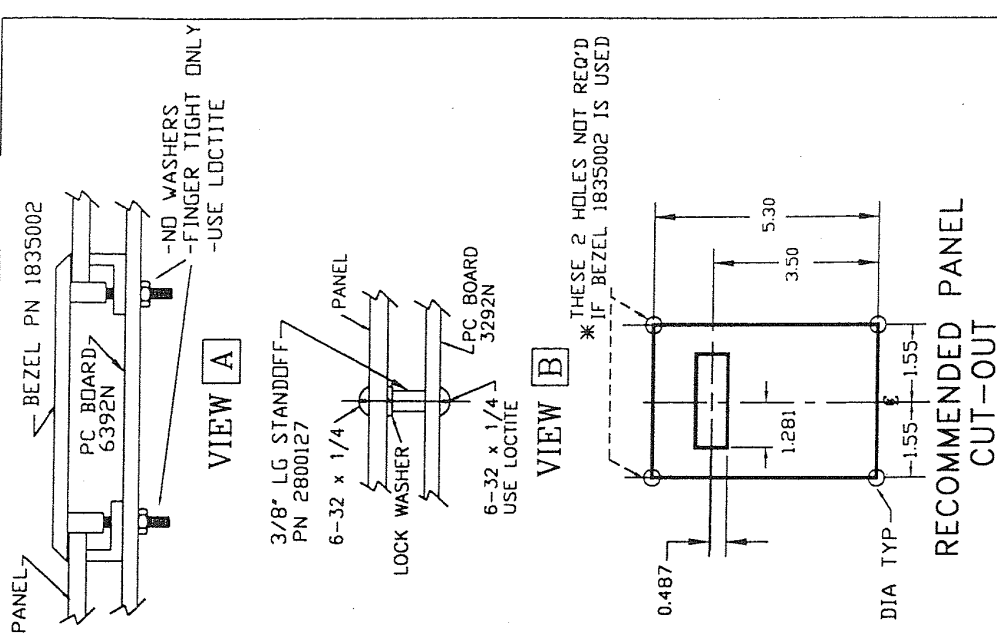 PANEL
BEZEL PN 1835002
PC BOARD
6392N
-NO WASHERS
-FINGER TIGHT ONLY
-USE LOCTITE
VIEW A
3/8" LG STANDOFF
PN 2800127
6-32 x 1/4
LOCK WASHER
PANEL
PC BOARD
3292N
6-32 x 1/4
USE LOCTITE
VIEW B
* THESE 2 HOLES NOT REQ'D
IF BEZEL 1835002 IS USED
0.487
1.281
5.30
3.50
1.55
1.55
DIA TYP
RECOMMENDED PANEL
CUT-OUT